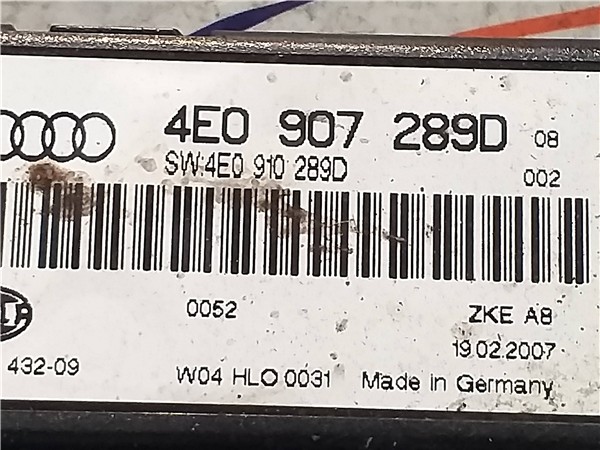 4E0 907 289D 08
SW:4E0 910 289D 002
0052 ZKE A8
19.02.2007
432-09 W04 HLO 0031 Made in Germany